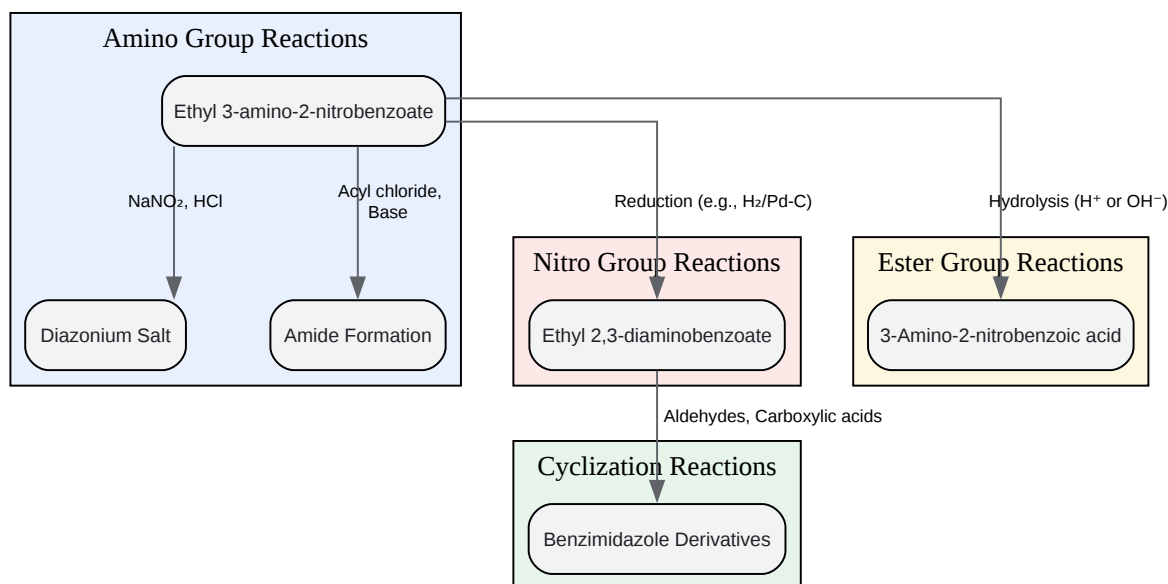 Amino Group Reactions
Ethyl 3-amino-2-nitrobenzoate
NaNO₂, HCl
Acyl chloride,
Base
Reduction (e.g., H₂/Pd-C)
Hydrolysis (H⁺ or OH⁻)
Nitro Group Reactions
Ester Group Reactions
Diazonium Salt
Amide Formation
Ethyl 2,3-diaminobenzoate
3-Amino-2-nitrobenzoic acid
Aldehydes, Carboxylic acids
Cyclization Reactions
Benzimidazole Derivatives